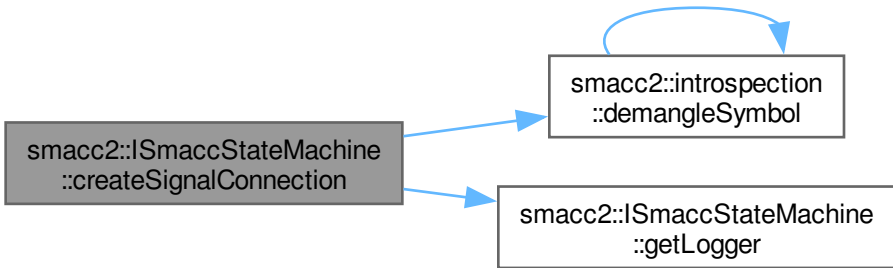 smacc2::introspection
::demangleSymbol
smacc2::ISmaccStateMachine
::createSignalConnection
smacc2::ISmaccStateMachine
::getLogger